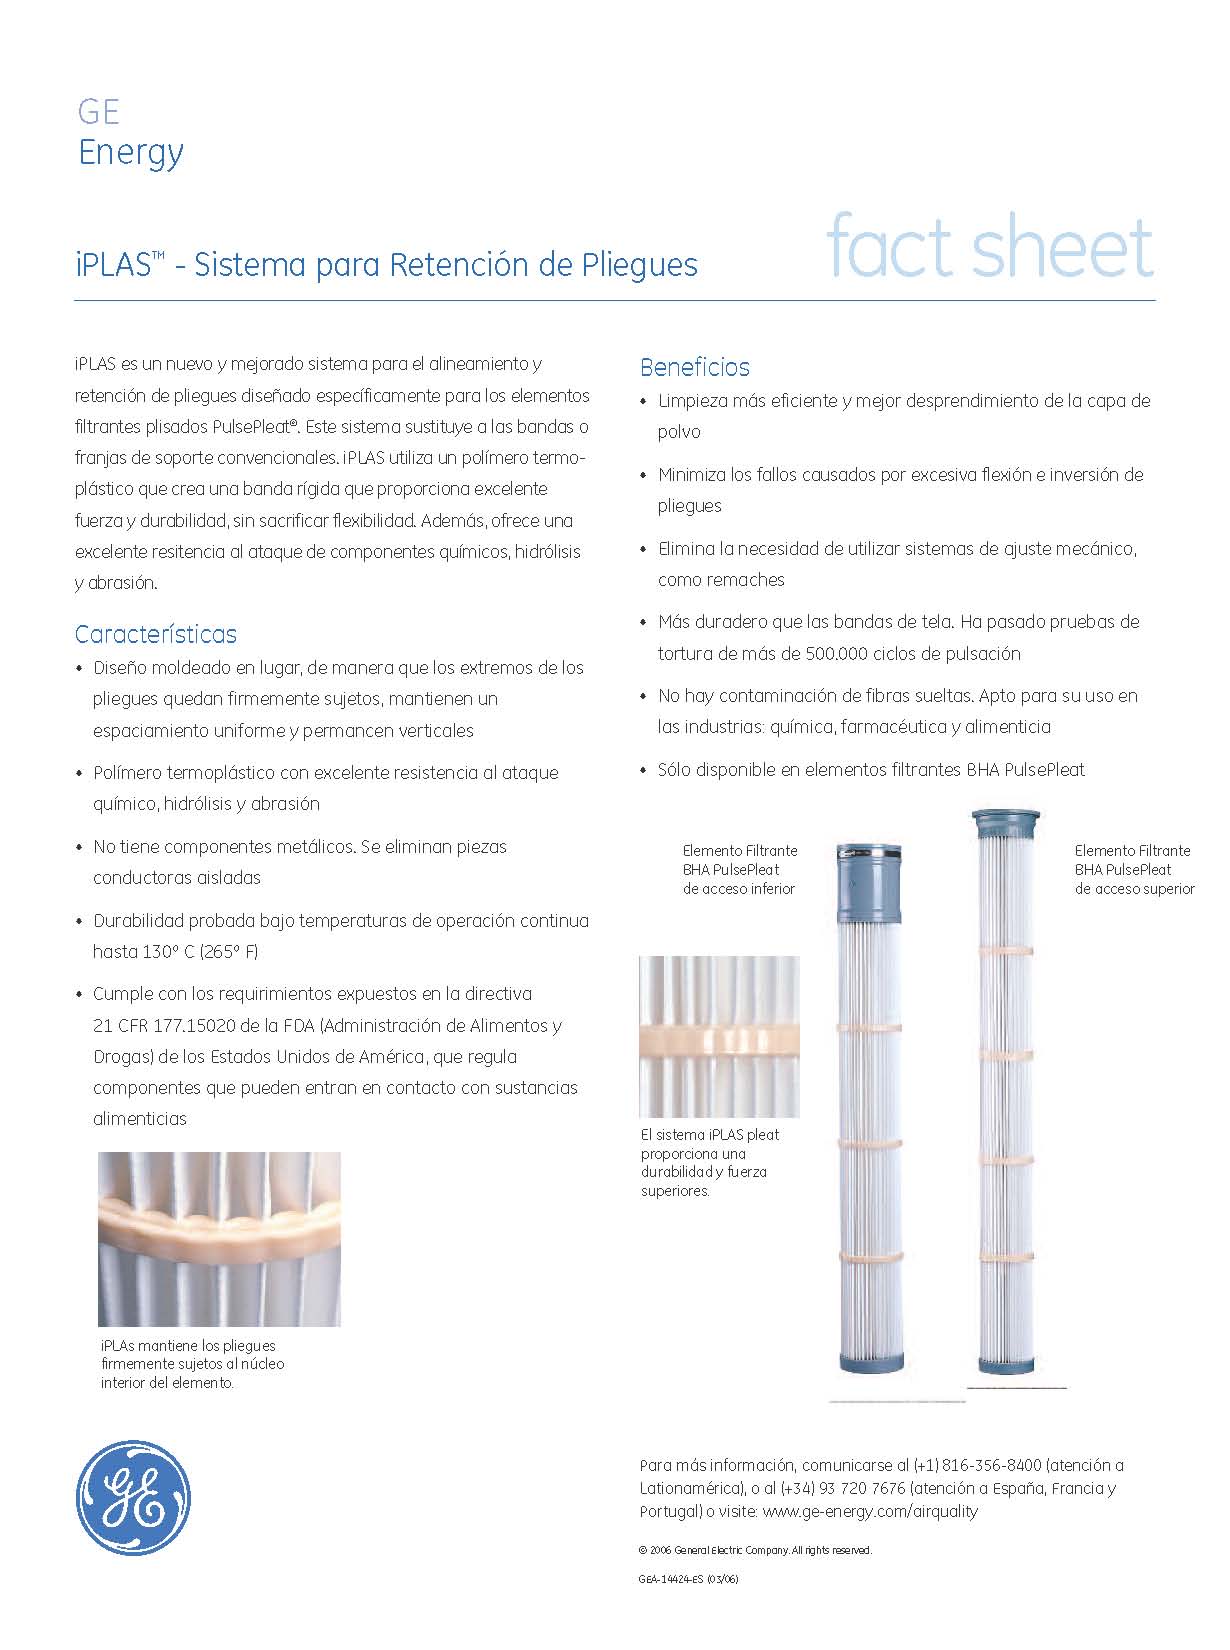 GE
Energy
iPLAS™ - Sistema para Retención de Pliegues
fact sheet
iPLAS es un nuevo y mejorado sistema para el alineamiento y
retención de pliegues diseñado específicamente para los elementos
filtrantes plisados PulsePleat®. Este sistema sustituye a las bandas o
franjas de soporte convencionales. iPLAS utiliza un polímero termo-
plástico que crea una banda rígida que proporciona excelente
fuerza y durabilidad, sin sacrificar flexibilidad. Además, ofrece una
excelente resitencia al ataque de componentes químicos, hidrólisis
y abrasión.
Características
• Diseño moldeado en lugar, de manera que los extremos de los
pliegues quedan firmemente sujetos, mantienen un
espaciamiento uniforme y permancen verticales
• Polímero termoplástico con excelente resistencia al ataque
químico, hidrólisis y abrasión
• No tiene componentes metálicos. Se eliminan piezas
conductoras aisladas
• Durabilidad probada bajo temperaturas de operación continua
hasta 130º C (265º F)
• Cumple con los requirimientos expuestos en la directiva
21 CFR 177.15020 de la FDA (Administración de Alimentos y
Drogas) de los Estados Unidos de América, que regula
componentes que pueden entran en contacto con sustancias
alimenticias
iPLAs mantiene los pliegues
firmemente sujetos al núcleo
interior del elemento.
Beneficios
• Limpieza más eficiente y mejor desprendimiento de la capa de
polvo
• Minimiza los fallos causados por excesiva flexión e inversión de
pliegues
• Elimina la necesidad de utilizar sistemas de ajuste mecánico,
como remaches
• Más duradero que las bandas de tela. Ha pasado pruebas de
tortura de más de 500.000 ciclos de pulsación
• No hay contaminación de fibras sueltas. Apto para su uso en
las industrias: química, farmacéutica y alimenticia
• Sólo disponible en elementos filtrantes BHA PulsePleat
Elemento Filtrante
BHA PulsePleat
de acceso inferior
Elemento Filtrante
BHA PulsePleat
de acceso superior
El sistema iPLAS pleat
proporciona una
durabilidad y fuerza
superiores.
GE
Para más información, comunicarse al (+1) 816-356-8400 (atención a
Lationamérica), o al (+34) 93 720 7676 (atención a España, Francia y
Portugal) o visite: www.ge-energy.com/airquality
© 2006 General Electric Company. All rights reserved.
GEA-14424-ES (03/06)